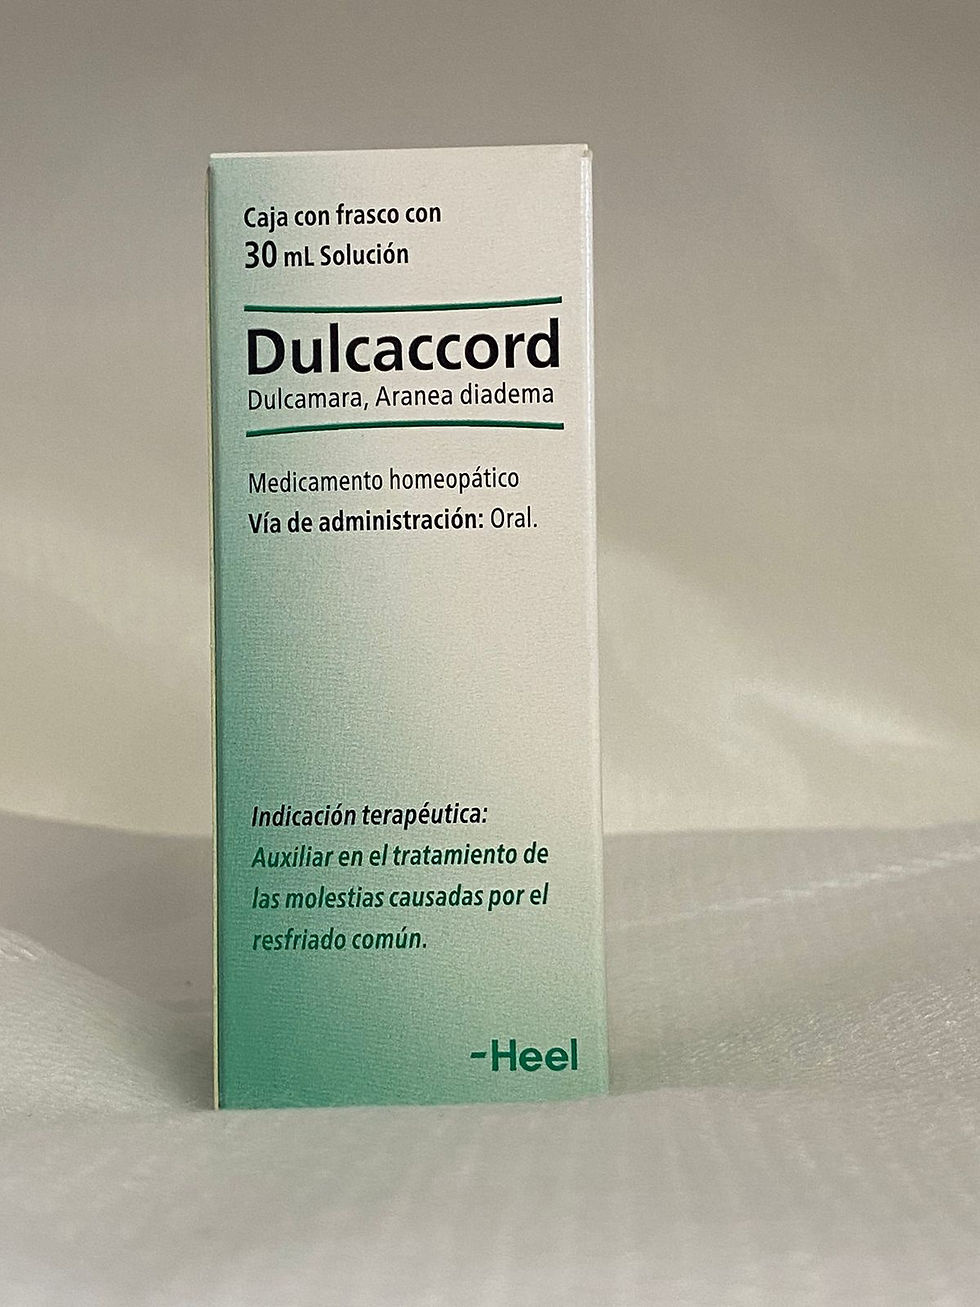 Caja con frasco con
30 mL Solución
Dulcaccord
Dulcamara, Aranea diadema
Medicamento homeopático
Vía de administración: Oral.
Indicación terapéutica:
Auxiliar en el tratamiento de
las molestias causadas por el
resfriado común.
-Heel